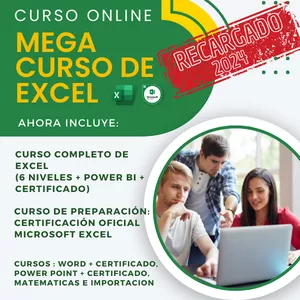 CURSO ONLINE
MEGA
CURSO DE
EXCEL
RECARGADO
2024
AHORA INCLUYE:
CURSO COMPLETO DE
EXCEL
(6 NIVELES + POWER BI +
CERTIFICADO)
CURSO DE PREPARACIÓN:
CERTIFICACIÓN OFICIAL
MICROSOFT EXCEL
CURSOS : WORD + CERTIFICADO,
POWER POINT + CERTIFICADO,
MATEMATICAS E IMPORTACION